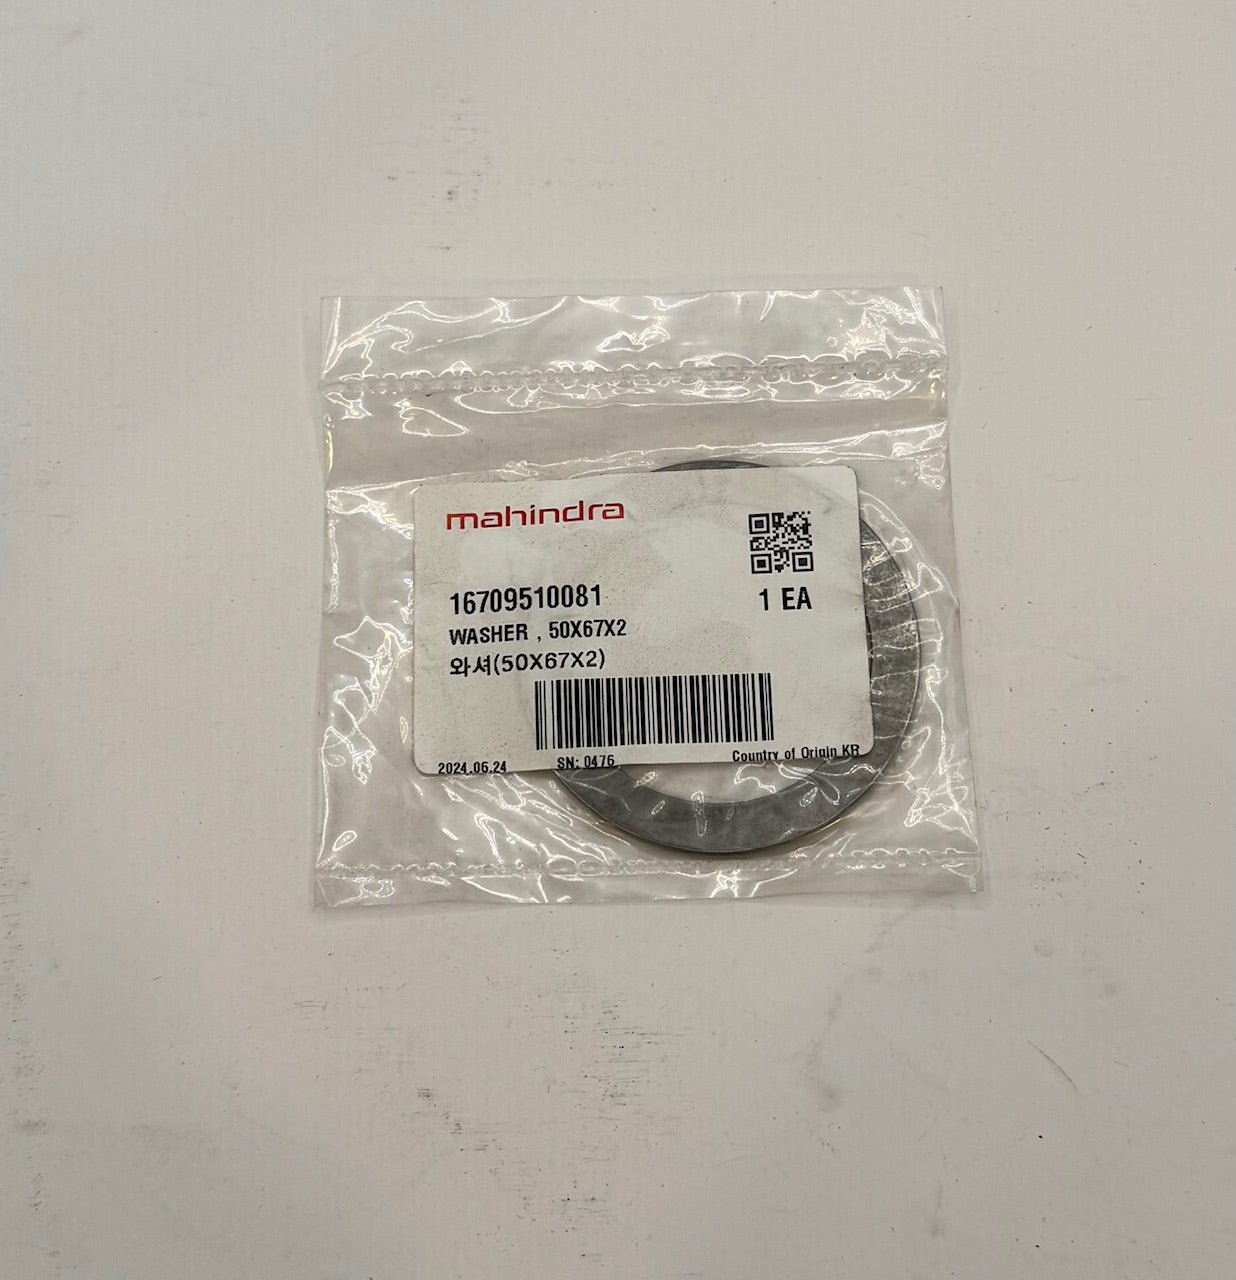 mahindra
16709510081
1 EA
WASHER , 50X67X2
와셔(50X67X2)
2024.06.24
SN: 0476
Country of Origin KR